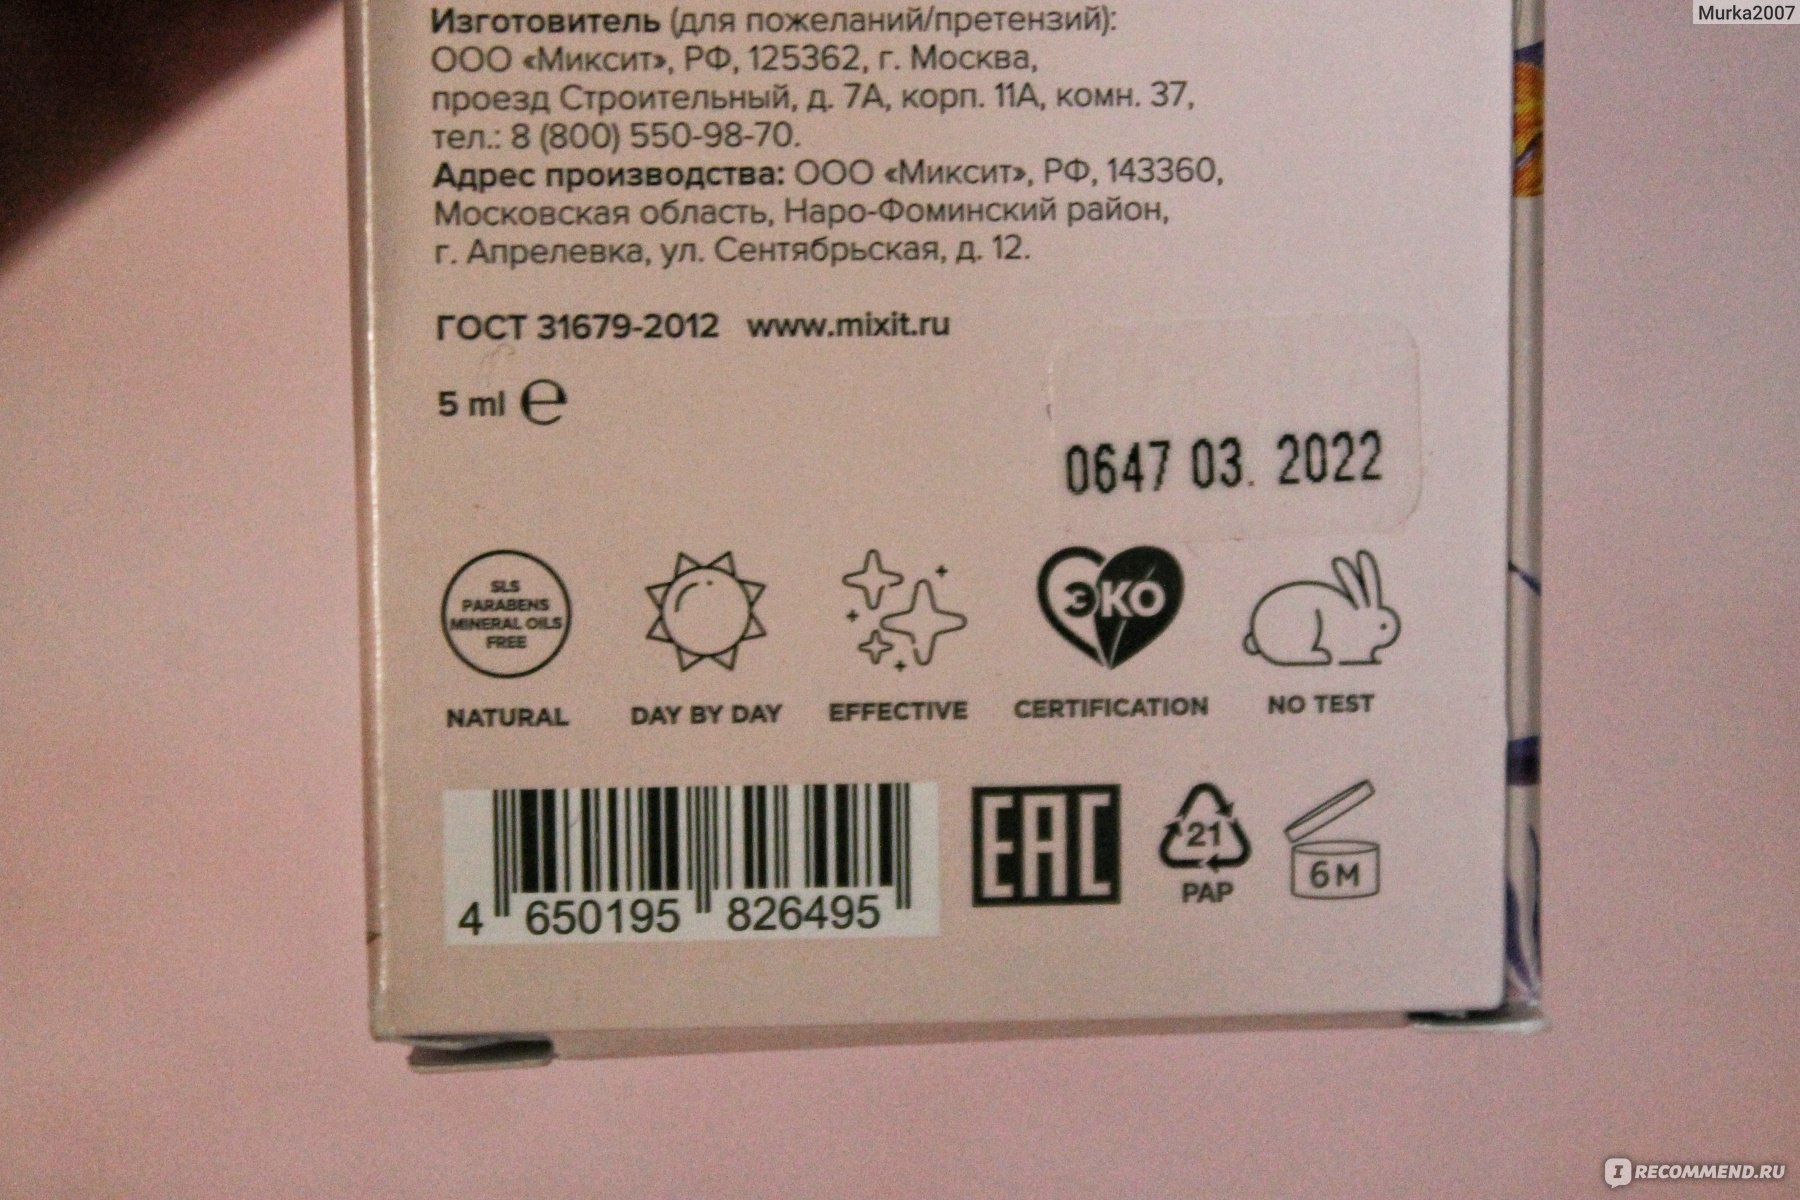 Murka2007
Изготовитель (для пожеланий/претензий):
ООО «Миксит», РФ, 125362, г. Москва,
проезд Строительный, д. 7А, корп. 11А, комн. 37,
тел.: 8 (800) 550-98-70.
Адрес производства: ООО «Миксит», РФ, 143360,
Московская область, Наро-Фоминский район,
г. Апрелевка, ул. Сентябрьская, д. 12.
ГОСТ 31679-2012 www.mixit.ru
5 ml ℮
0647 03. 2022
SLS
PARABENS
MINERAL OILS
FREE
ЭКО
NATURAL DAY BY DAY EFFECTIVE CERTIFICATION NO TEST
EAC
21
PAP
6M
4 650195 826495
IRECOMMEND.RU